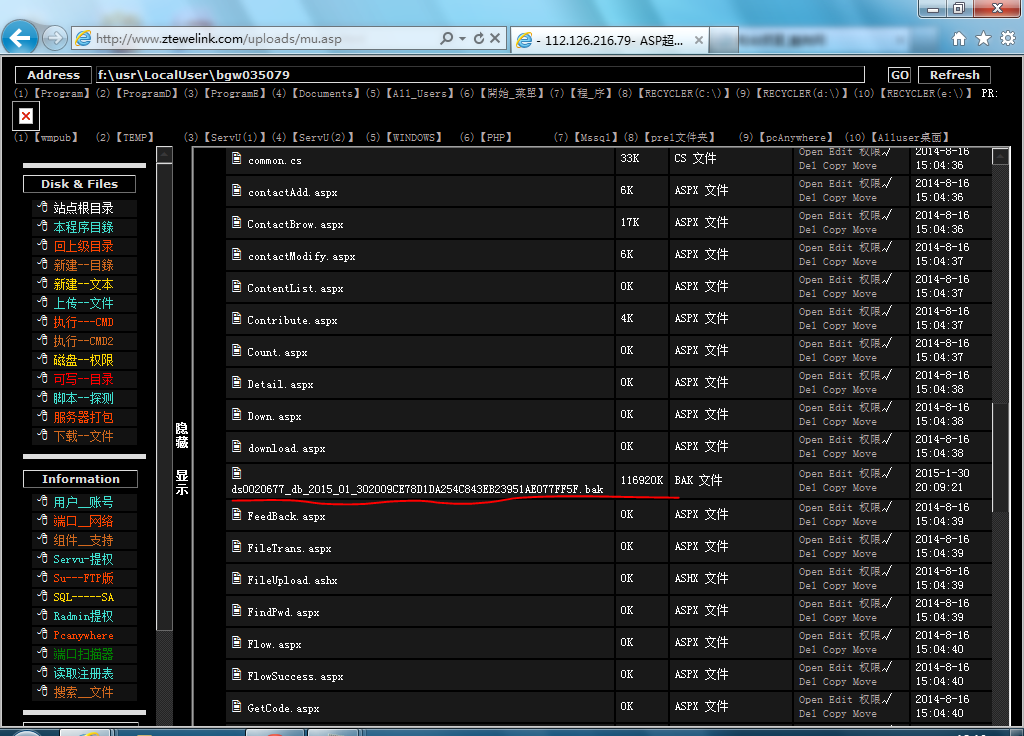 http://www.ztewelink.com/uploads/mu.asp
- 112.126.216.79- ASP超...
Address f:\usr\LocalUser\bgw035079 GO Refresh
(1)【Program】(2)【ProgramD】(3)【ProgramE】(4)【Documents】(5)【All_Users】(6)【開始_菜單】(7)【程_序】(8)【RECYCLER(C:\)】(9)【RECYCLER(d:\)】(10)【RECYCLER(e:\)】 PR:
(1)【wmpub】 (2)【TEMP】 (3)【ServU(1)】(4)【ServU(2)】 (5)【WINDOWS】 (6)【PHP】 (7)【Mssql】(8)【prel文件夹】 (9)【pcAnywhere】 (10)【Alluser桌面】
Disk & Files
站点根目录
本程序目錄
回上级目录
新建--目錄
新建--文本
上传--文件
执行---CMD
执行---CMD2
磁盘--权限
可写一目录
脚本--探测
服务器打包
下载--文件
Information
用户__账号
端口__网络
组件__支持
Servu-提权
Su---FTP版
SQL-----SA
Radmin提权
Pcanywhere
端口扫描器
读取注册表
搜索__文件
隐藏
显示
common.cs 33K CS 文件 Open Edit 权限√ 2014-8-16
Del Copy Move 15:04:36
contactAdd.aspx 6K ASPX 文件 Open Edit 权限√ 2014-8-16
Del Copy Move 15:04:36
ContactBrow.aspx 17K ASPX 文件 Open Edit 权限√ 2014-8-16
Del Copy Move 15:04:36
contactModify.aspx 6K ASPX 文件 Open Edit 权限√ 2014-8-16
Del Copy Move 15:04:37
ContentList.aspx 0K ASPX 文件 Open Edit 权限√ 2014-8-16
Del Copy Move 15:04:37
Contribute.aspx 4K ASPX 文件 Open Edit 权限√ 2014-8-16
Del Copy Move 15:04:37
Count.aspx 0K ASPX 文件 Open Edit 权限√ 2014-8-16
Del Copy Move 15:04:37
Detail.aspx 0K ASPX 文件 Open Edit 权限√ 2014-8-16
Del Copy Move 15:04:38
Down.aspx 0K ASPX 文件 Open Edit 权限√ 2014-8-16
Del Copy Move 15:04:38
download.aspx 0K ASPX 文件 Open Edit 权限√ 2014-8-16
Del Copy Move 15:04:38
ds0020677_db_2015_01_302009CE78D1DA254C843EB23951AE077FF5F.bak 116920K BAK 文件 Open Edit 权限√ 2015-1-30
Del Copy Move 20:09:21
FeedBack.aspx 0K ASPX 文件 Open Edit 权限√ 2014-8-16
Del Copy Move 15:04:39
FileTrans.aspx 0K ASPX 文件 Open Edit 权限√ 2014-8-16
Del Copy Move 15:04:39
FileUpload.ashx 0K ASHX 文件 Open Edit 权限√ 2014-8-16
Del Copy Move 15:04:39
FindPwd.aspx 0K ASPX 文件 Open Edit 权限√ 2014-8-16
Del Copy Move 15:04:39
Flow.aspx 0K ASPX 文件 Open Edit 权限√ 2014-8-16
Del Copy Move 15:04:40
FlowSuccess.aspx 0K ASPX 文件 Open Edit 权限√ 2014-8-16
Del Copy Move 15:04:40
GetCode.aspx 0K ASPX 文件 Open Edit 权限√ 2014-8-16
Del Copy Move 15:04:40